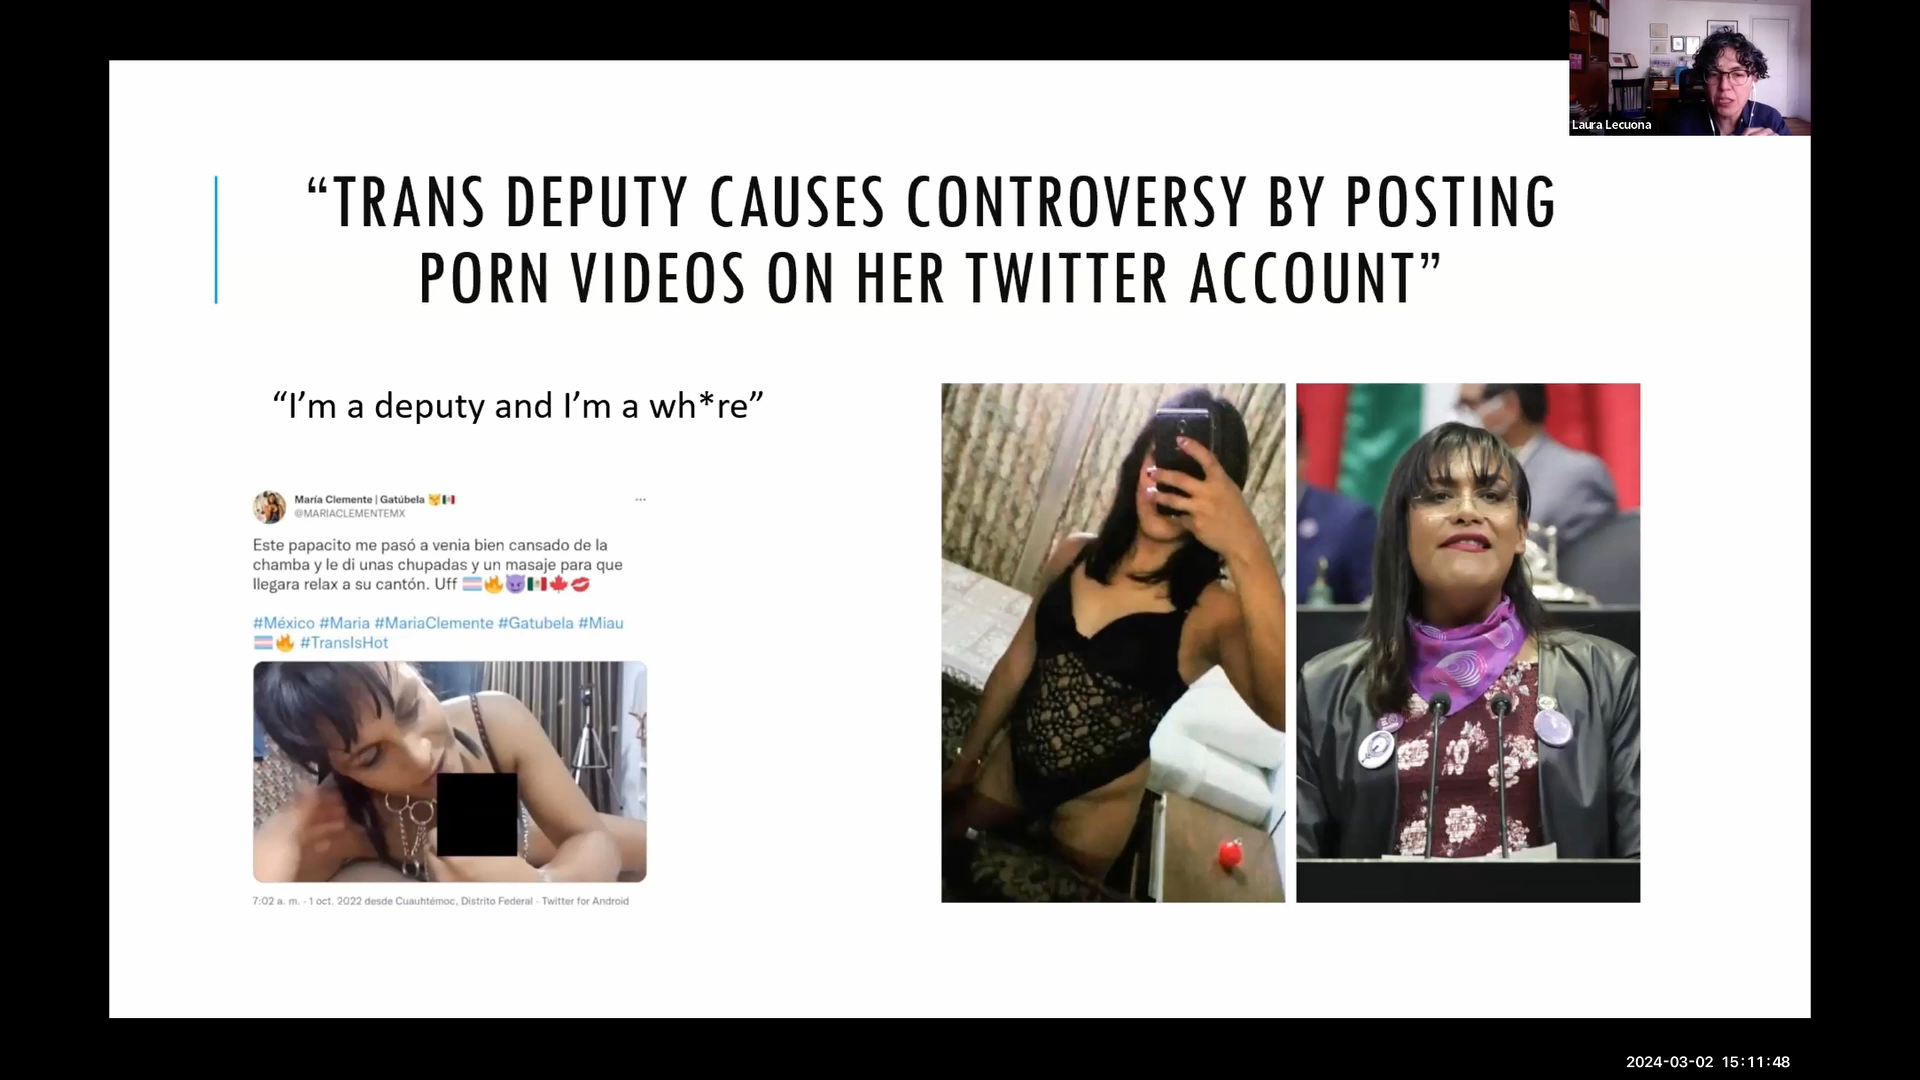 Laura Lecuona
“TRANS DEPUTY CAUSES CONTROVERSY BY POSTING
PORN VIDEOS ON HER TWITTER ACCOUNT”
“I’m a deputy and I’m a wh*re”
María Clemente | Gatúbela 😼🇲🇽
@MARIACLEMENTEMX
Este papacito me pasó a venia bien cansado de la
chamba y le di unas chupadas y un masaje para que
llegara relax a su cantón. Uff 🏳️‍⚧️🔥😈🇲🇽🍁💋
#México #Maria #MariaClemente #Gatubela #Miau
🏳️‍⚧️🔥 #TransIsHot
7:02 a. m. · 1 oct. 2022 desde Cuauhtémoc, Distrito Federal · Twitter for Android
2024-03-02 15:11:48